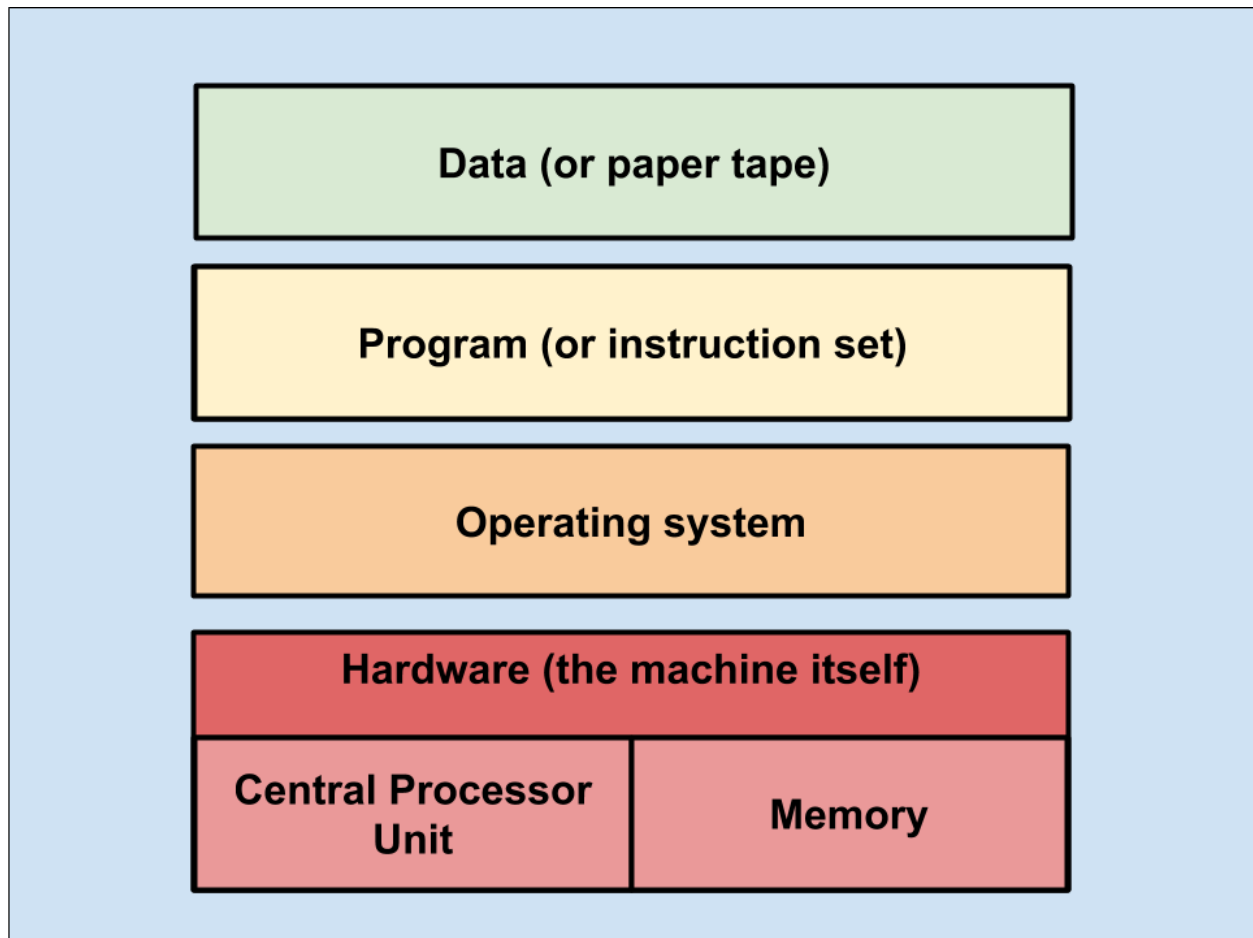 Data (or paper tape)
Program (or instruction set)
Operating system
Hardware (the machine itself)
Central Processor
Unit
Memory